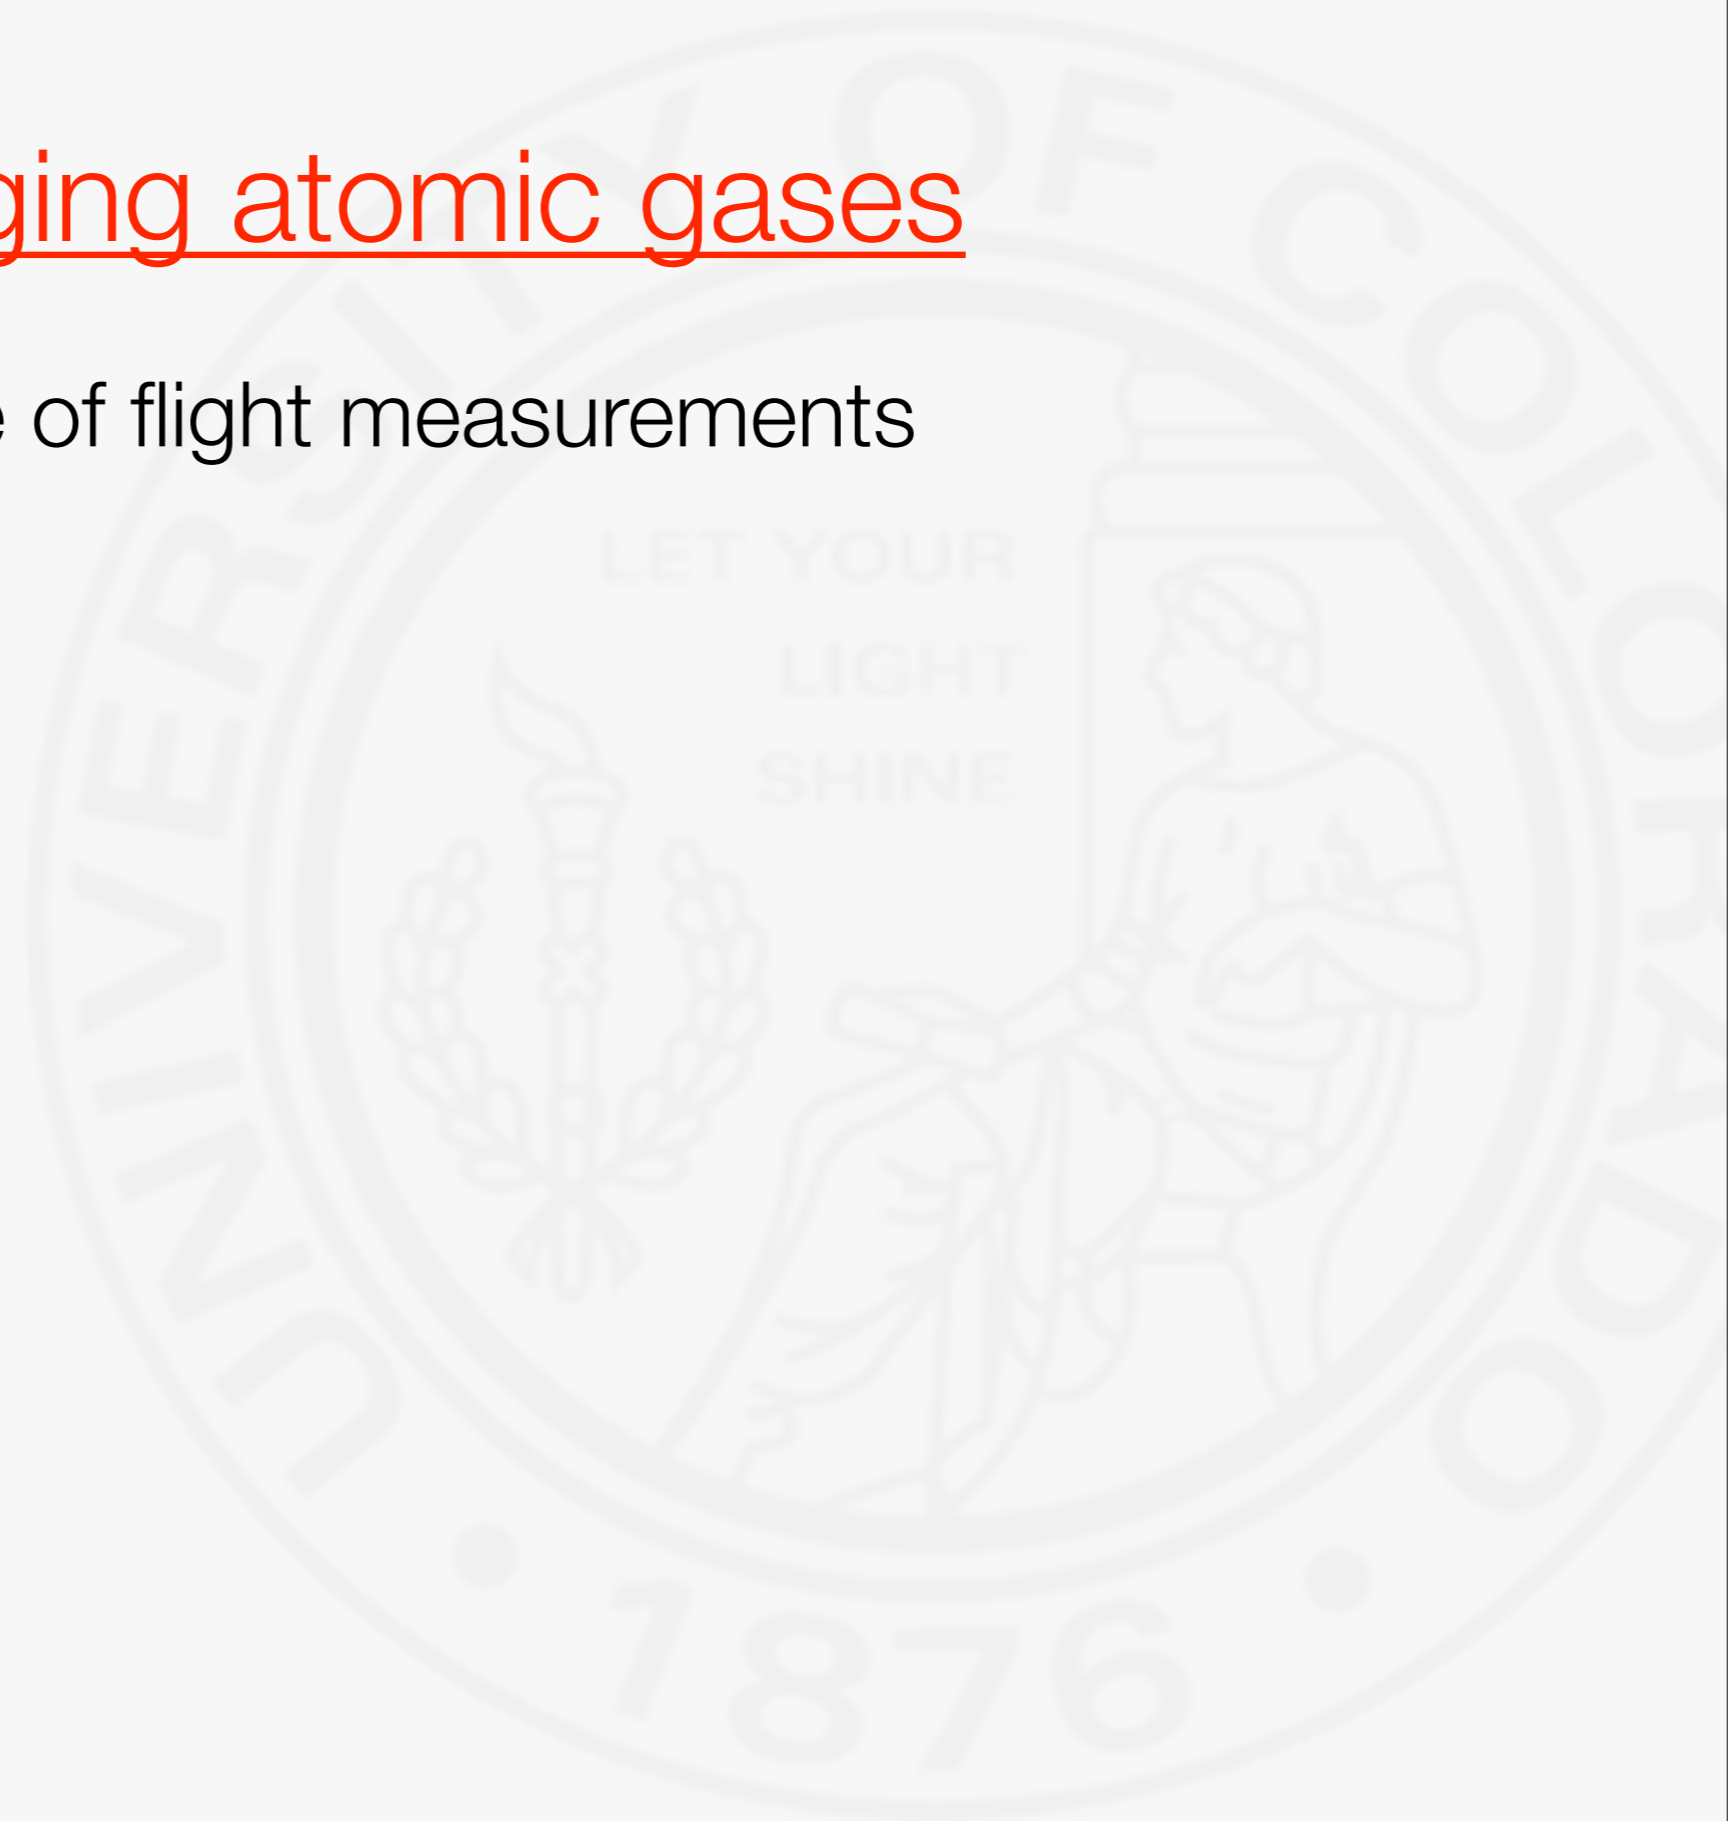 ging atomic gases
e of flight measurements
UNIVERSITY OF COLORADO
LET YOUR
LIGHT
SHINE
1876